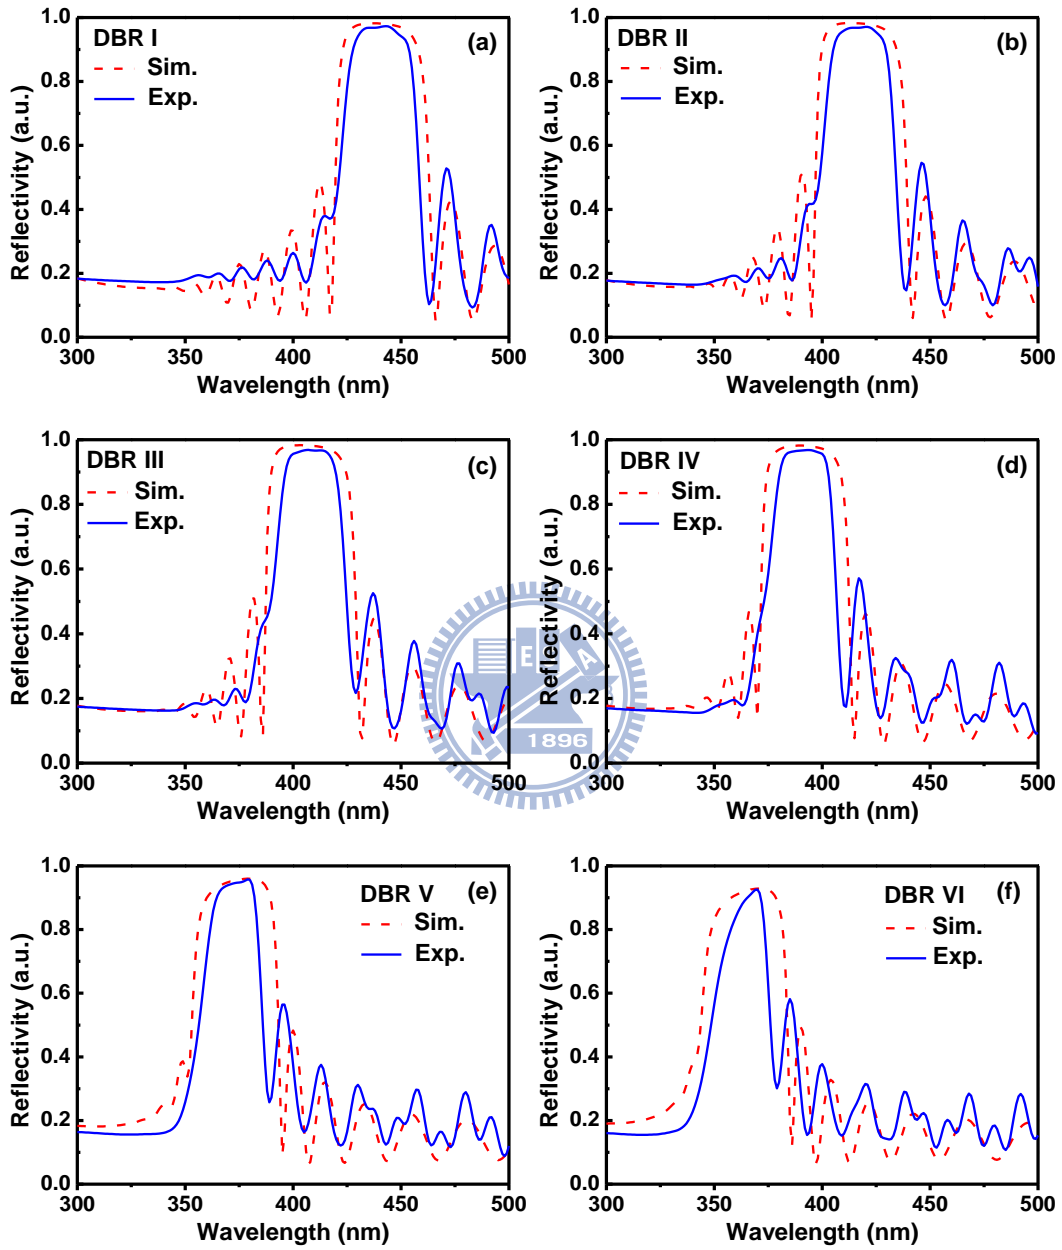 DBR I
(a)
Sim.
Exp.
Reflectivity (a.u.)
1.0
0.8
0.6
0.4
0.2
0.0
300
350
400
450
500
Wavelength (nm)
DBR II
(b)
Sim.
Exp.
Reflectivity (a.u.)
1.0
0.8
0.6
0.4
0.2
0.0
300
350
400
450
500
Wavelength (nm)
DBR III
(c)
Sim.
Exp.
Reflectivity (a.u.)
1.0
0.8
0.6
0.4
0.2
0.0
300
350
400
450
500
Wavelength (nm)
DBR IV
(d)
Sim.
Exp.
Reflectivity (a.u.)
1.0
0.8
0.6
0.4
0.2
0.0
300
350
400
450
500
Wavelength (nm)
E
A
1896
DBR V
(e)
Sim.
Exp.
Reflectivity (a.u.)
1.0
0.8
0.6
0.4
0.2
0.0
300
350
400
450
500
Wavelength (nm)
DBR VI
(f)
Sim.
Exp.
Reflectivity (a.u.)
1.0
0.8
0.6
0.4
0.2
0.0
300
350
400
450
500
Wavelength (nm)